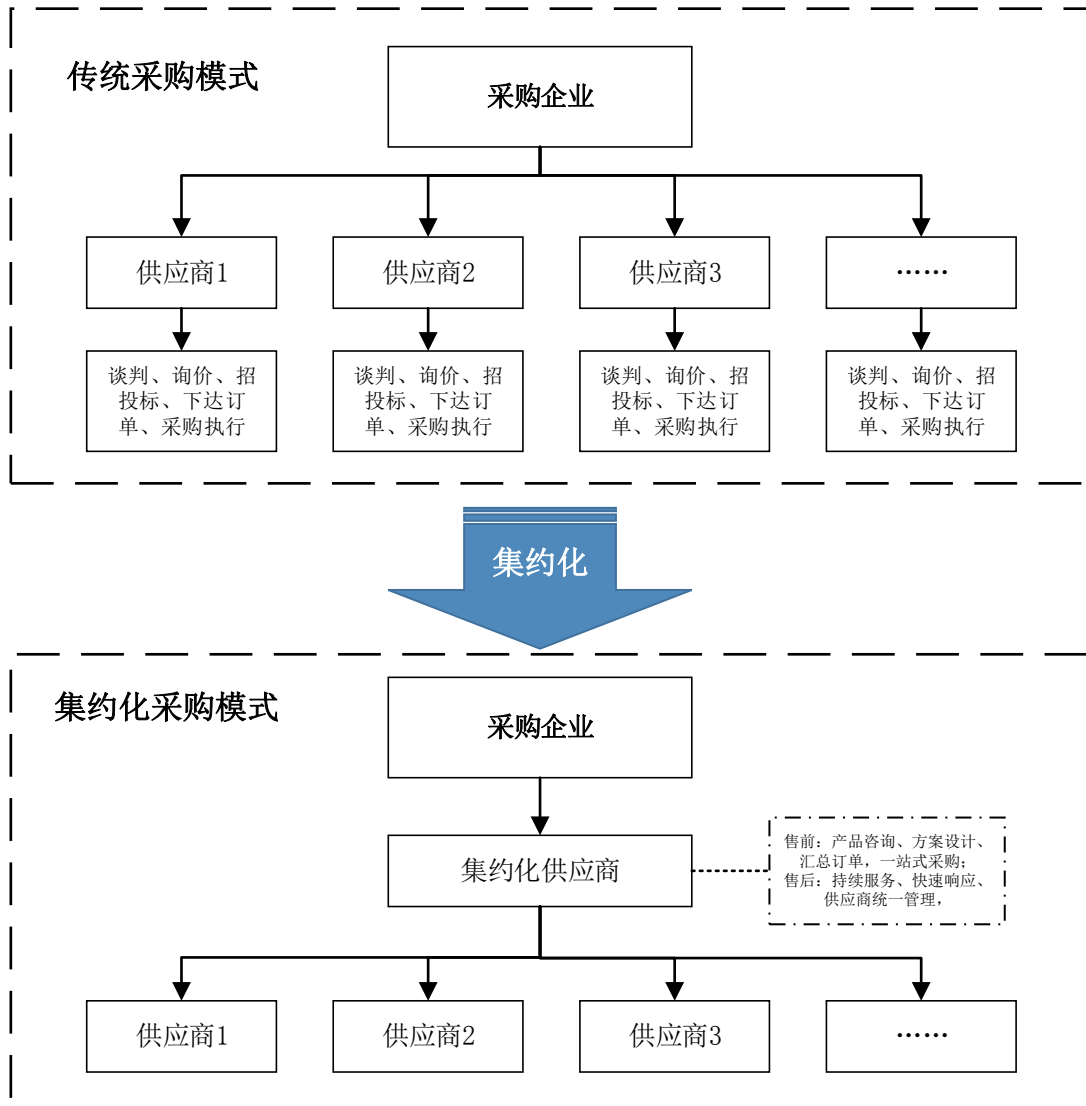 传统采购模式
采购企业
供应商1
供应商2
供应商3
……
谈判、询价、招
投标、下达订
单、采购执行
谈判、询价、招
投标、下达订
单、采购执行
谈判、询价、招
投标、下达订
单、采购执行
谈判、询价、招
投标、下达订
单、采购执行
集约化
集约化采购模式
采购企业
集约化供应商
售前：产品咨询、方案设计、
汇总订单，一站式采购；
售后：持续服务、快速响应、
供应商统一管理，
供应商1
供应商2
供应商3
……